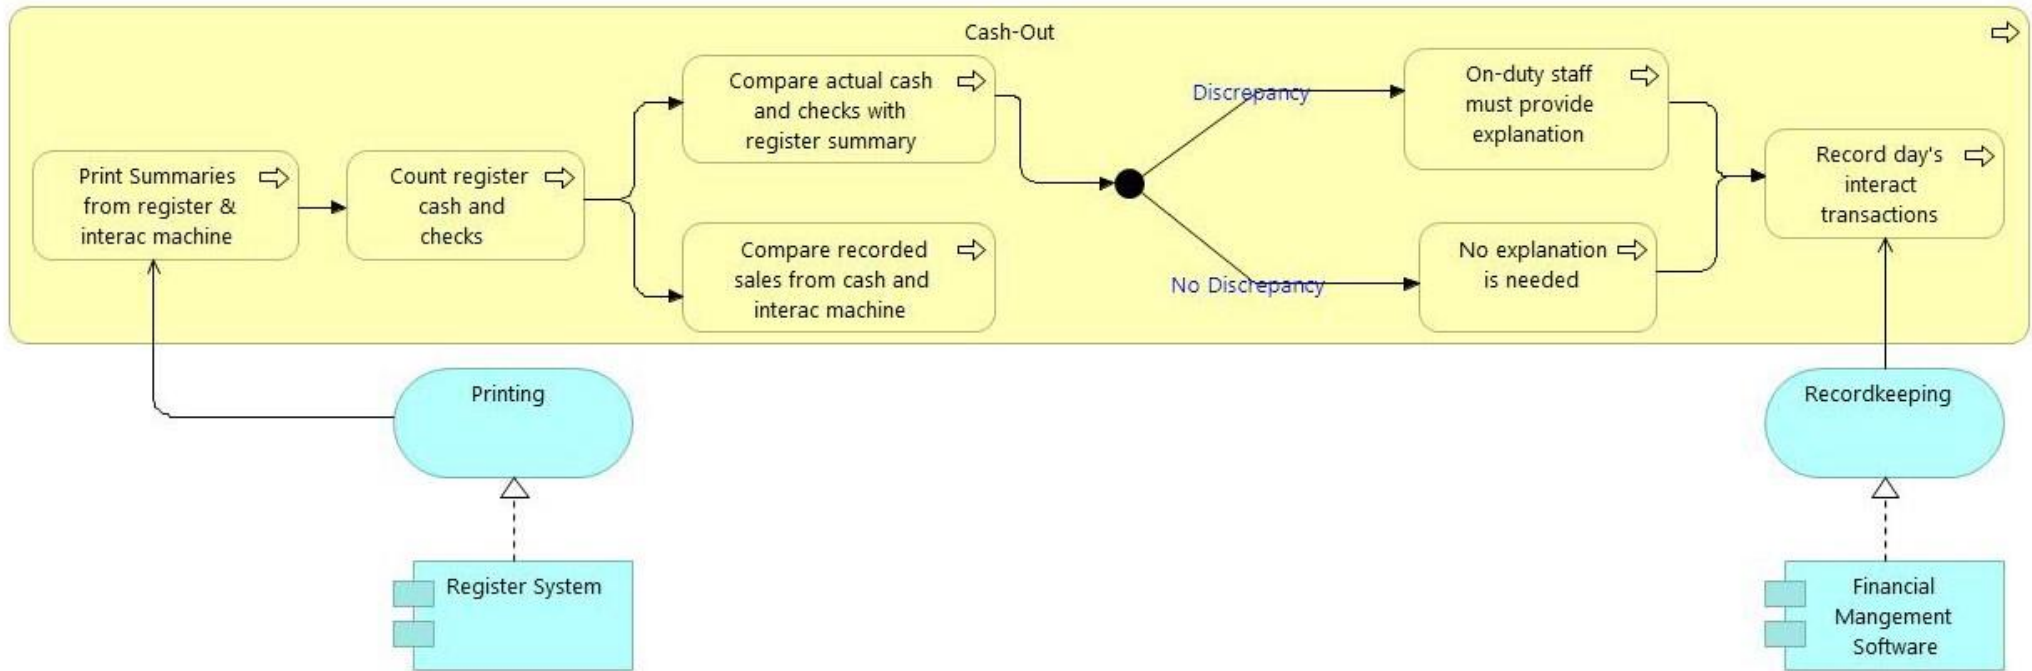 Cash-Out
Print Summaries
from register &
interac machine
Count register
cash and
checks
Compare actual cash
and checks with
register summary
Compare recorded
sales from cash and
interac machine
Discrepancy
No Discrepancy
On-duty staff
must provide
explanation
No explanation
is needed
Record day's
interact
transactions
Printing
Recordkeeping
Register System
Financial
Mangement
Software